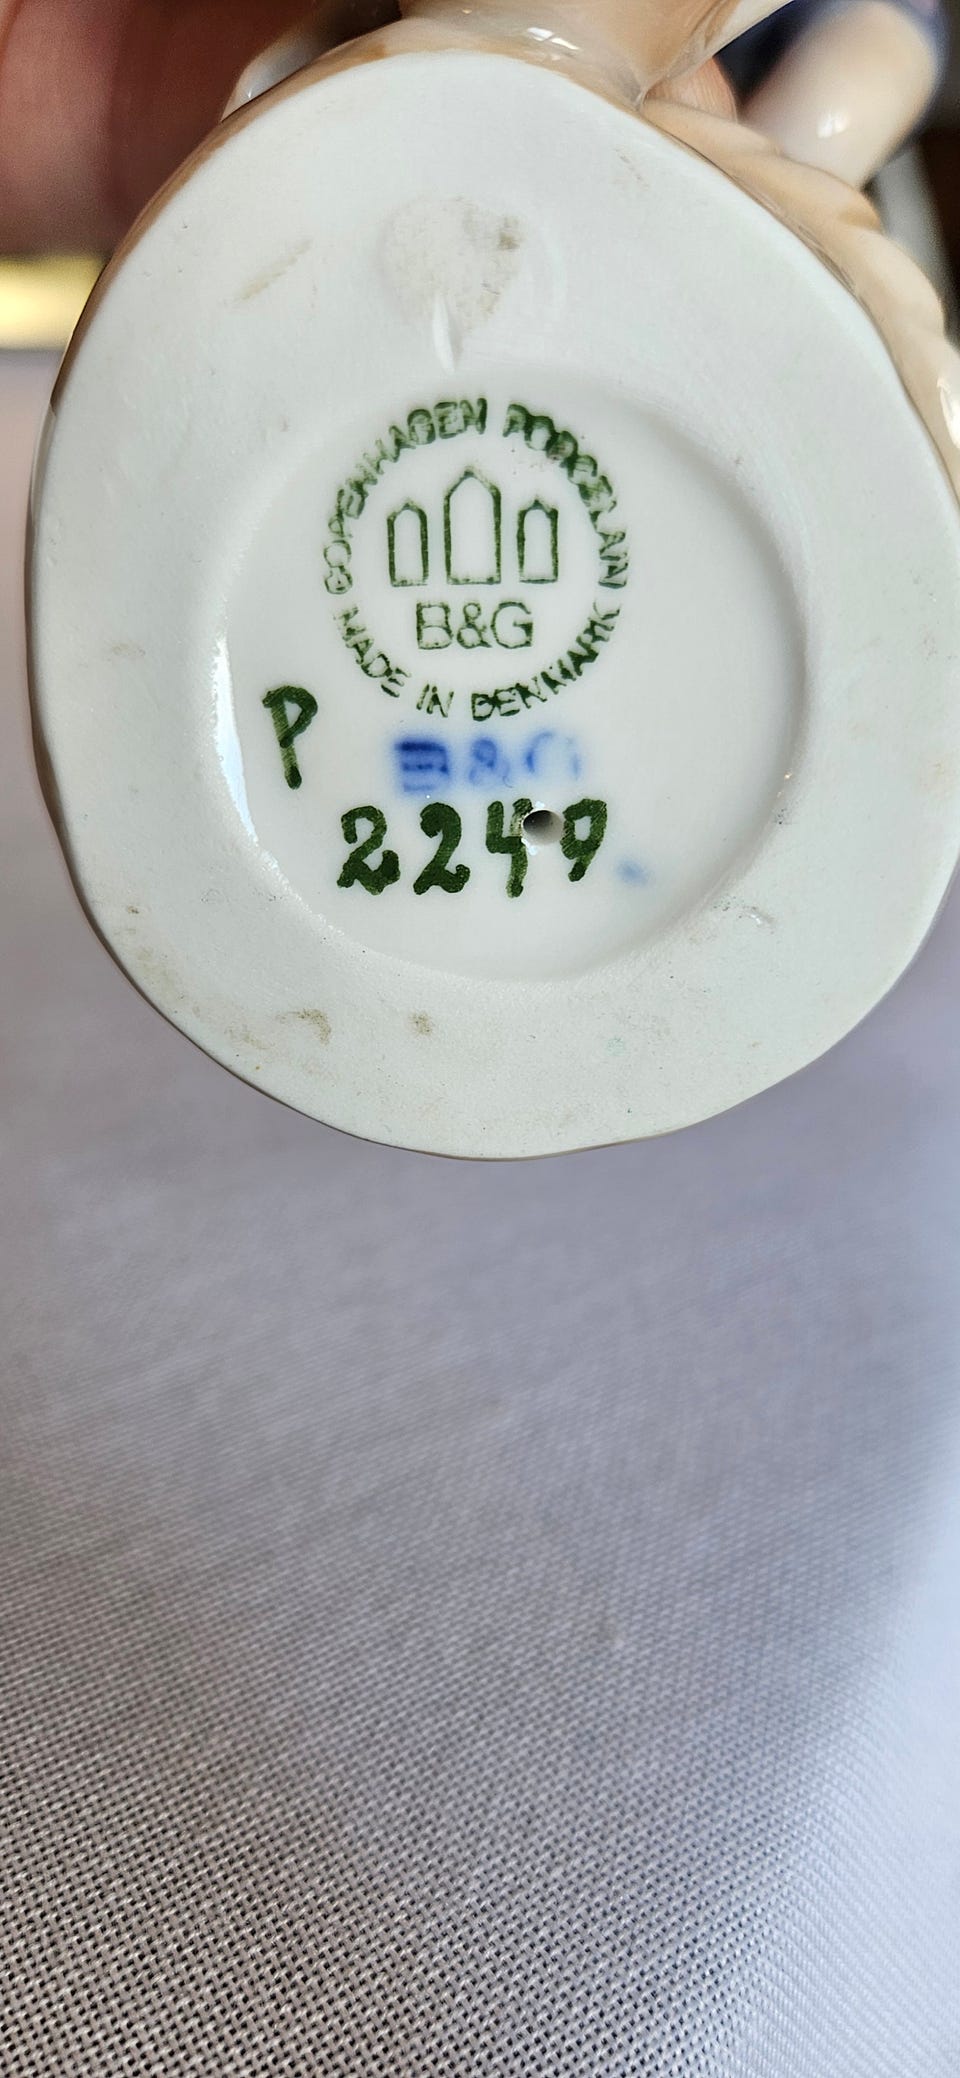 COPENHAGEN PORCELAIN
B&G
MADE IN DENMARK
P
B&G
2249